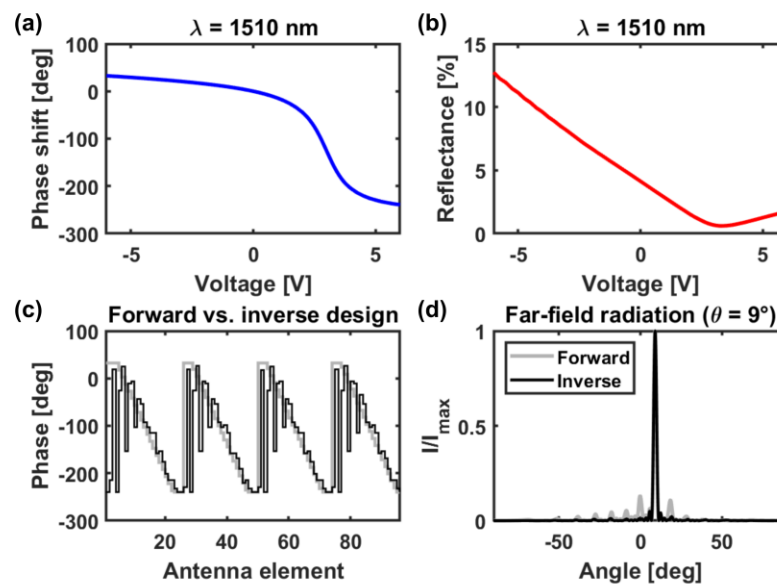 (a)
λ = 1510 nm
100
0
-100
-200
-300
Phase shift [deg]
-5
0
5
Voltage [V]
(b)
λ = 1510 nm
15
10
5
0
Reflectance [%]
-5
0
5
Voltage [V]
(c)
Forward vs. inverse design
100
0
-100
-200
-300
Phase [deg]
20
40
60
80
Antenna element
(d)
Far-field radiation (θ = 9°)
1
0.5
0
I/Imax
Forward
Inverse
-50
0
50
Angle [deg]